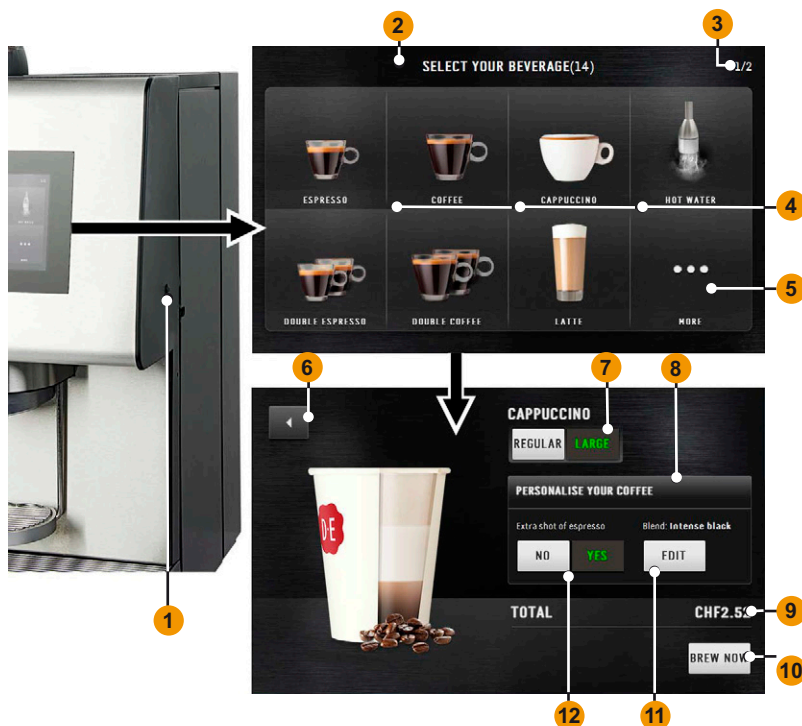 2
3
SELECT YOUR BEVERAGE(14)
1/2
ESPRESSO
COFFEE
CAPPUCCINO
HOT WATER
4
DOUBLE ESPRESSO
DOUBLE COFFEE
LATTE
MORE
5
1
6
7
8
CAPPUCCINO
REGULAR
LARGE
PERSONALISE YOUR COFFEE
Extra shot of espresso
Blend: Intense black
NO
YES
EDIT
D·E
TOTAL
CHF2.52
9
BREW NOW
10
12
11